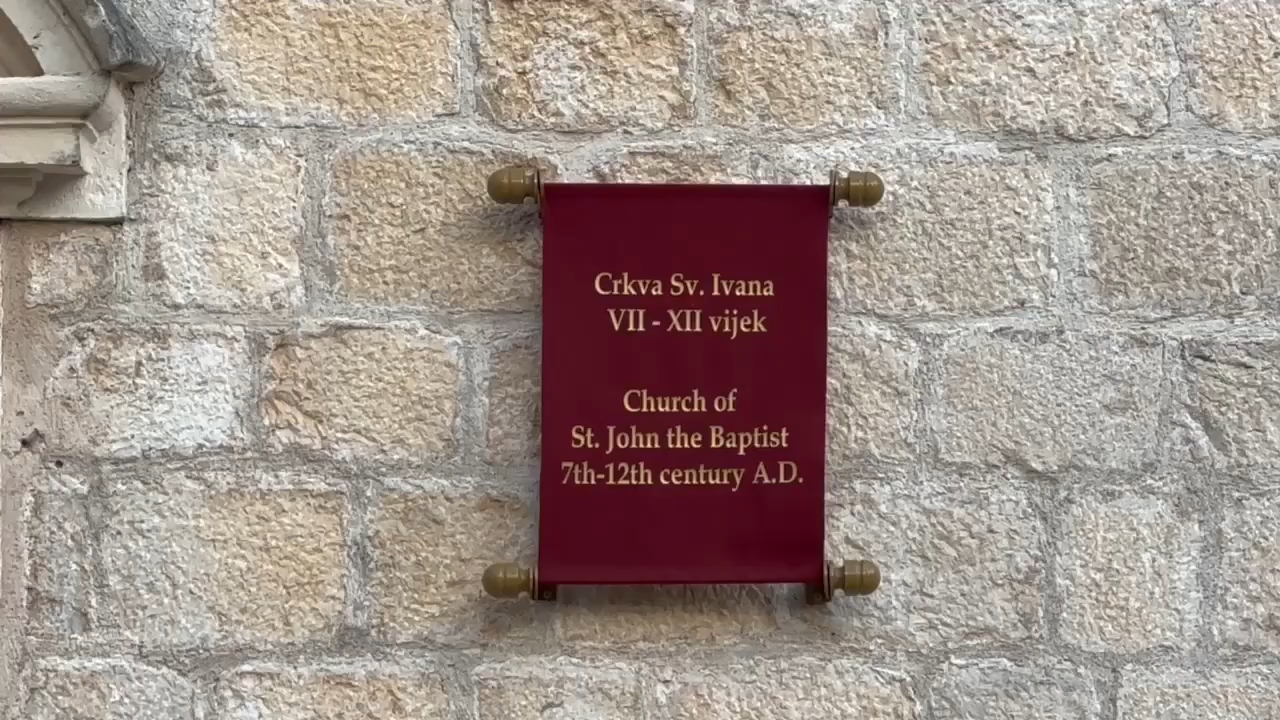 Crkva Sv. Ivana
VII - XII vijek
Church of
St. John the Baptist
7th-12th century A.D.